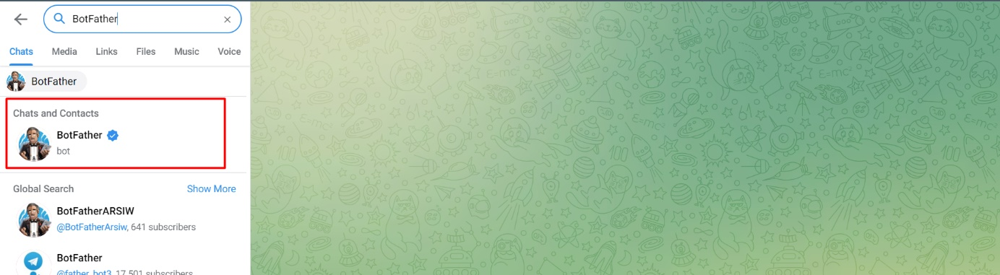 BotFather
Chats Media Links Files Music Voice
BotFather
Chats and Contacts
BotFather
bot
Global Search Show More
BotFatherARSIW
@BotFatherArsiw, 641 subscribers
BotFather
@father_bot3, 17 501 subscribers